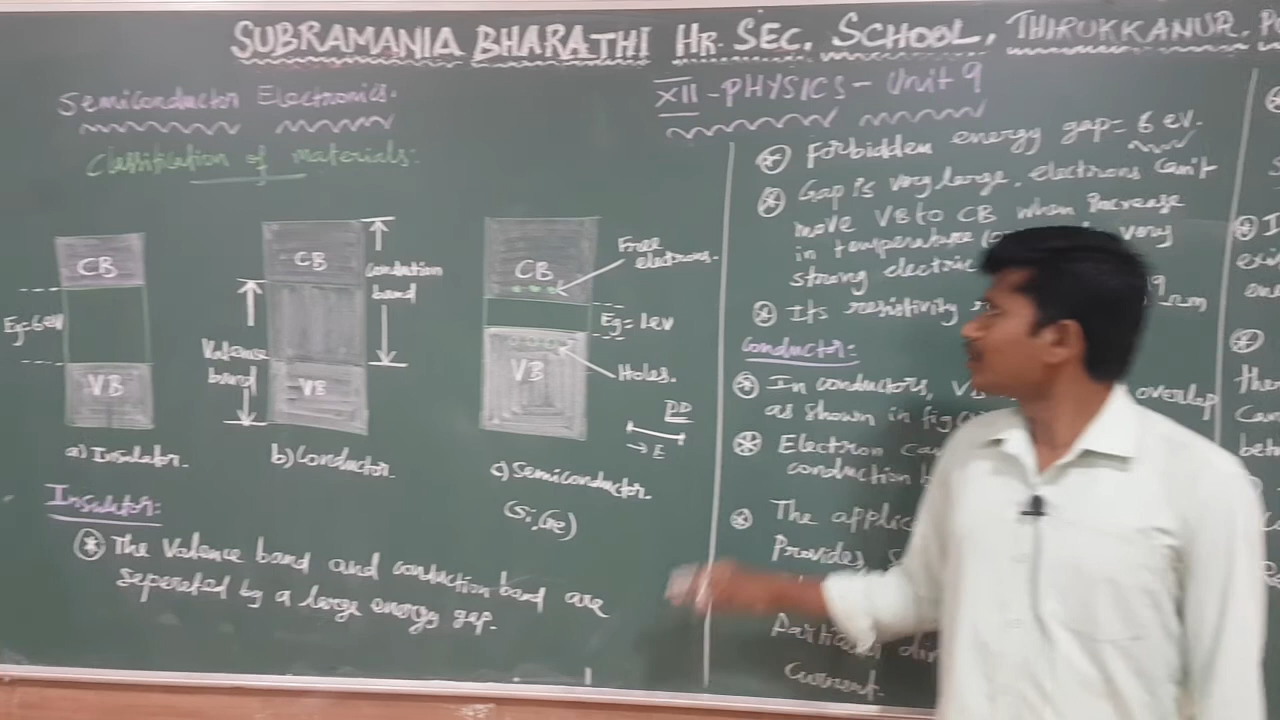 SUBRAMANIA BHARATHI HR. SEC. SCHOOL, THIRUKKANUR. P
XII - PHYSICS - Unit 9
Semiconductor Electronics.
Classification of materials:
CB
Eg=6ev
VB
a) Insulator.
CB
conduction
band
Valence
band
VB
b) Conductor.
CB
Free
electrons.
Eg=1ev
VB
Holes.
PD
→E
c) Semiconductor
(Si, Ge)
Insulator:
The Valence band and conduction band are
seperated by a large energy gap.
Forbidden energy gap = 6 ev.
Gap is very large, electrons can't
move VB to CB when increase
in temperature very
strong electric
Its resistivity
Conductor:
In conductors, overlap
as shown in fig
Electron
conduction
The
Provides
Current.